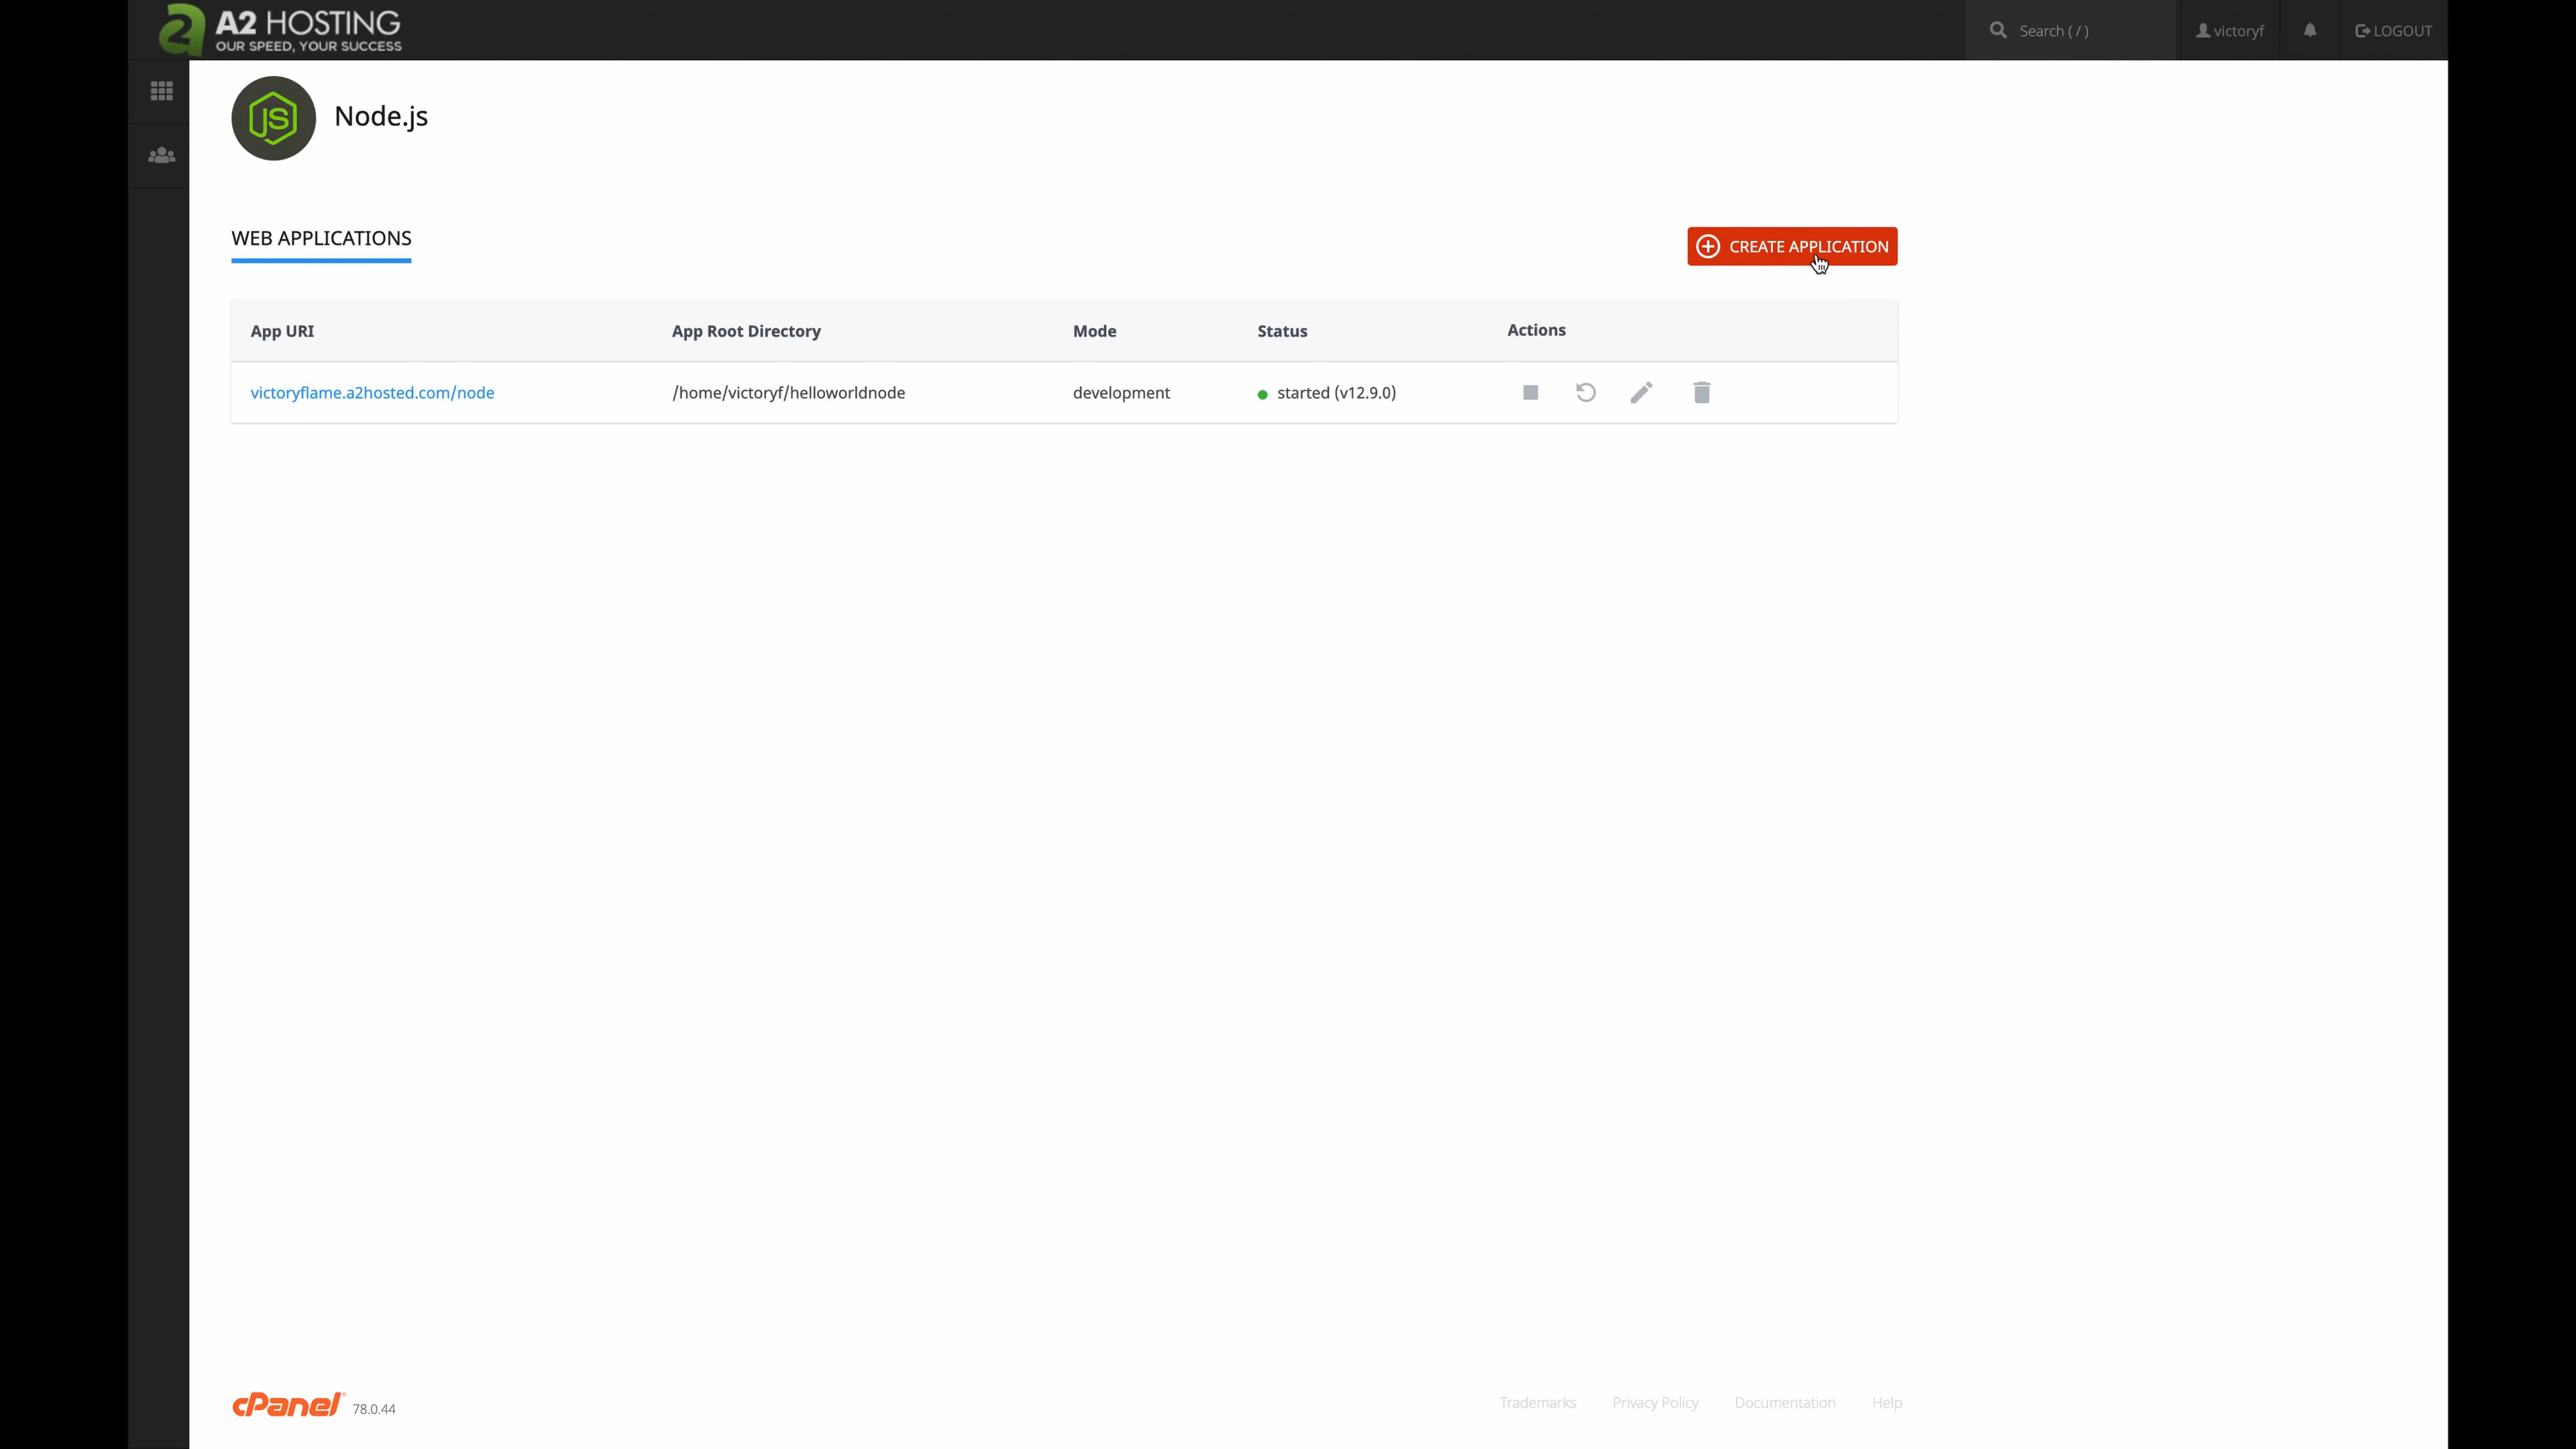 A2 HOSTING
OUR SPEED, YOUR SUCCESS
Search ( / )
victoryf
LOGOUT
JS
Node.js
WEB APPLICATIONS
CREATE APPLICATION
App URI App Root Directory Mode Status Actions
victoryflame.a2hosted.com/node /home/victoryf/helloworldnode development started (v12.9.0)
cPanel 78.0.44
Trademarks Privacy Policy Documentation Help